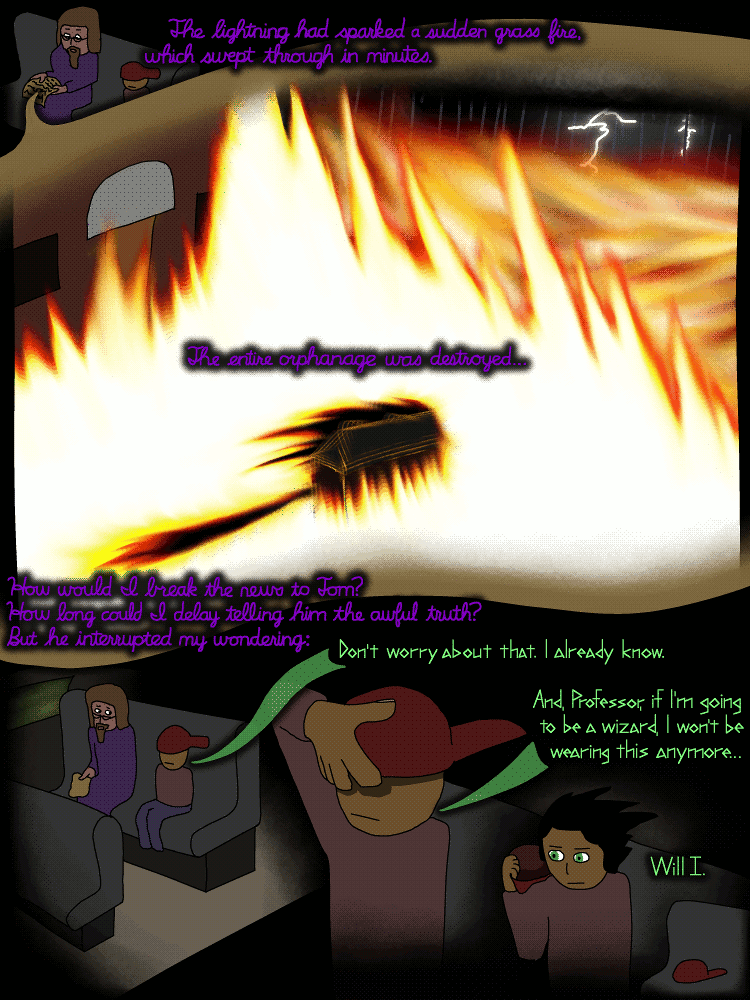 The lightning had sparked a sudden grass fire,
which swept through in minutes.
The entire orphanage was destroyed...
How would I break the news to Tom?
How long could I delay telling him the awful truth?
But he interrupted my wondering:
Don't worry about that. I already know.
And, Professor, if I'm going
to be a wizard, I won't be
wearing this anymore...
Will I.